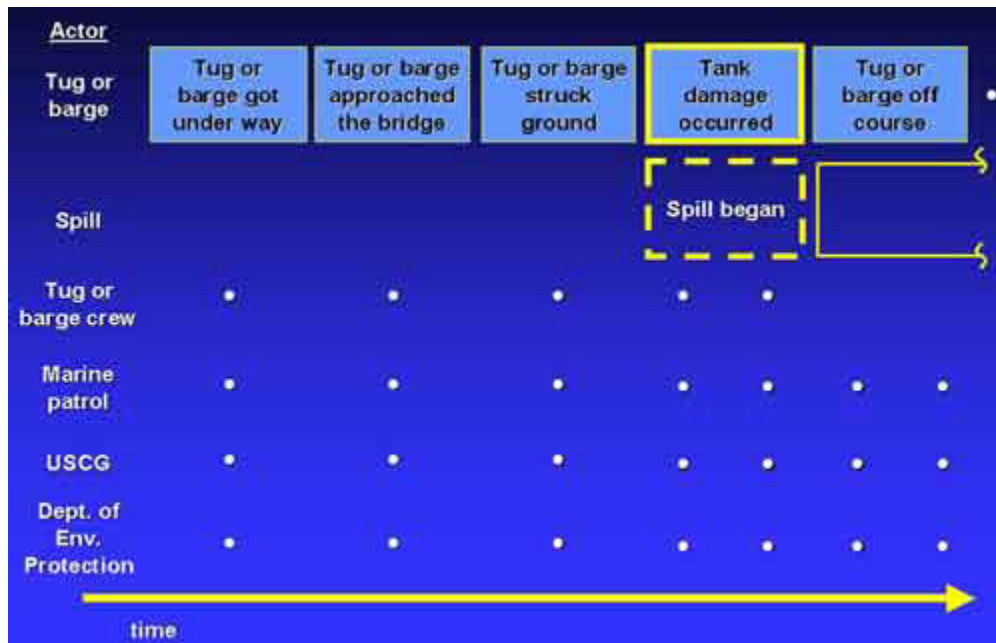 Actor
Tug or
barge
Tug or
barge got
under way
Tug or barge
approached
the bridge
Tug or barge
struck
ground
Tank
damage
occurred
Tug or
barge off
course
Spill
Spill began
Tug or
barge crew
Marine
patrol
USCG
Dept. of
Env.
Protection
time